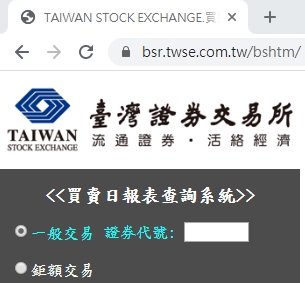 TAIWAN STOCK EXCHANGE.買
bsr.twse.com.tw/bshtm/
臺灣證券交易所
TAIWAN
STOCK EXCHANGE
流通證券・活絡經濟
<<買賣日報表查詢系統>>
一般交易 證券代號:
鉅額交易